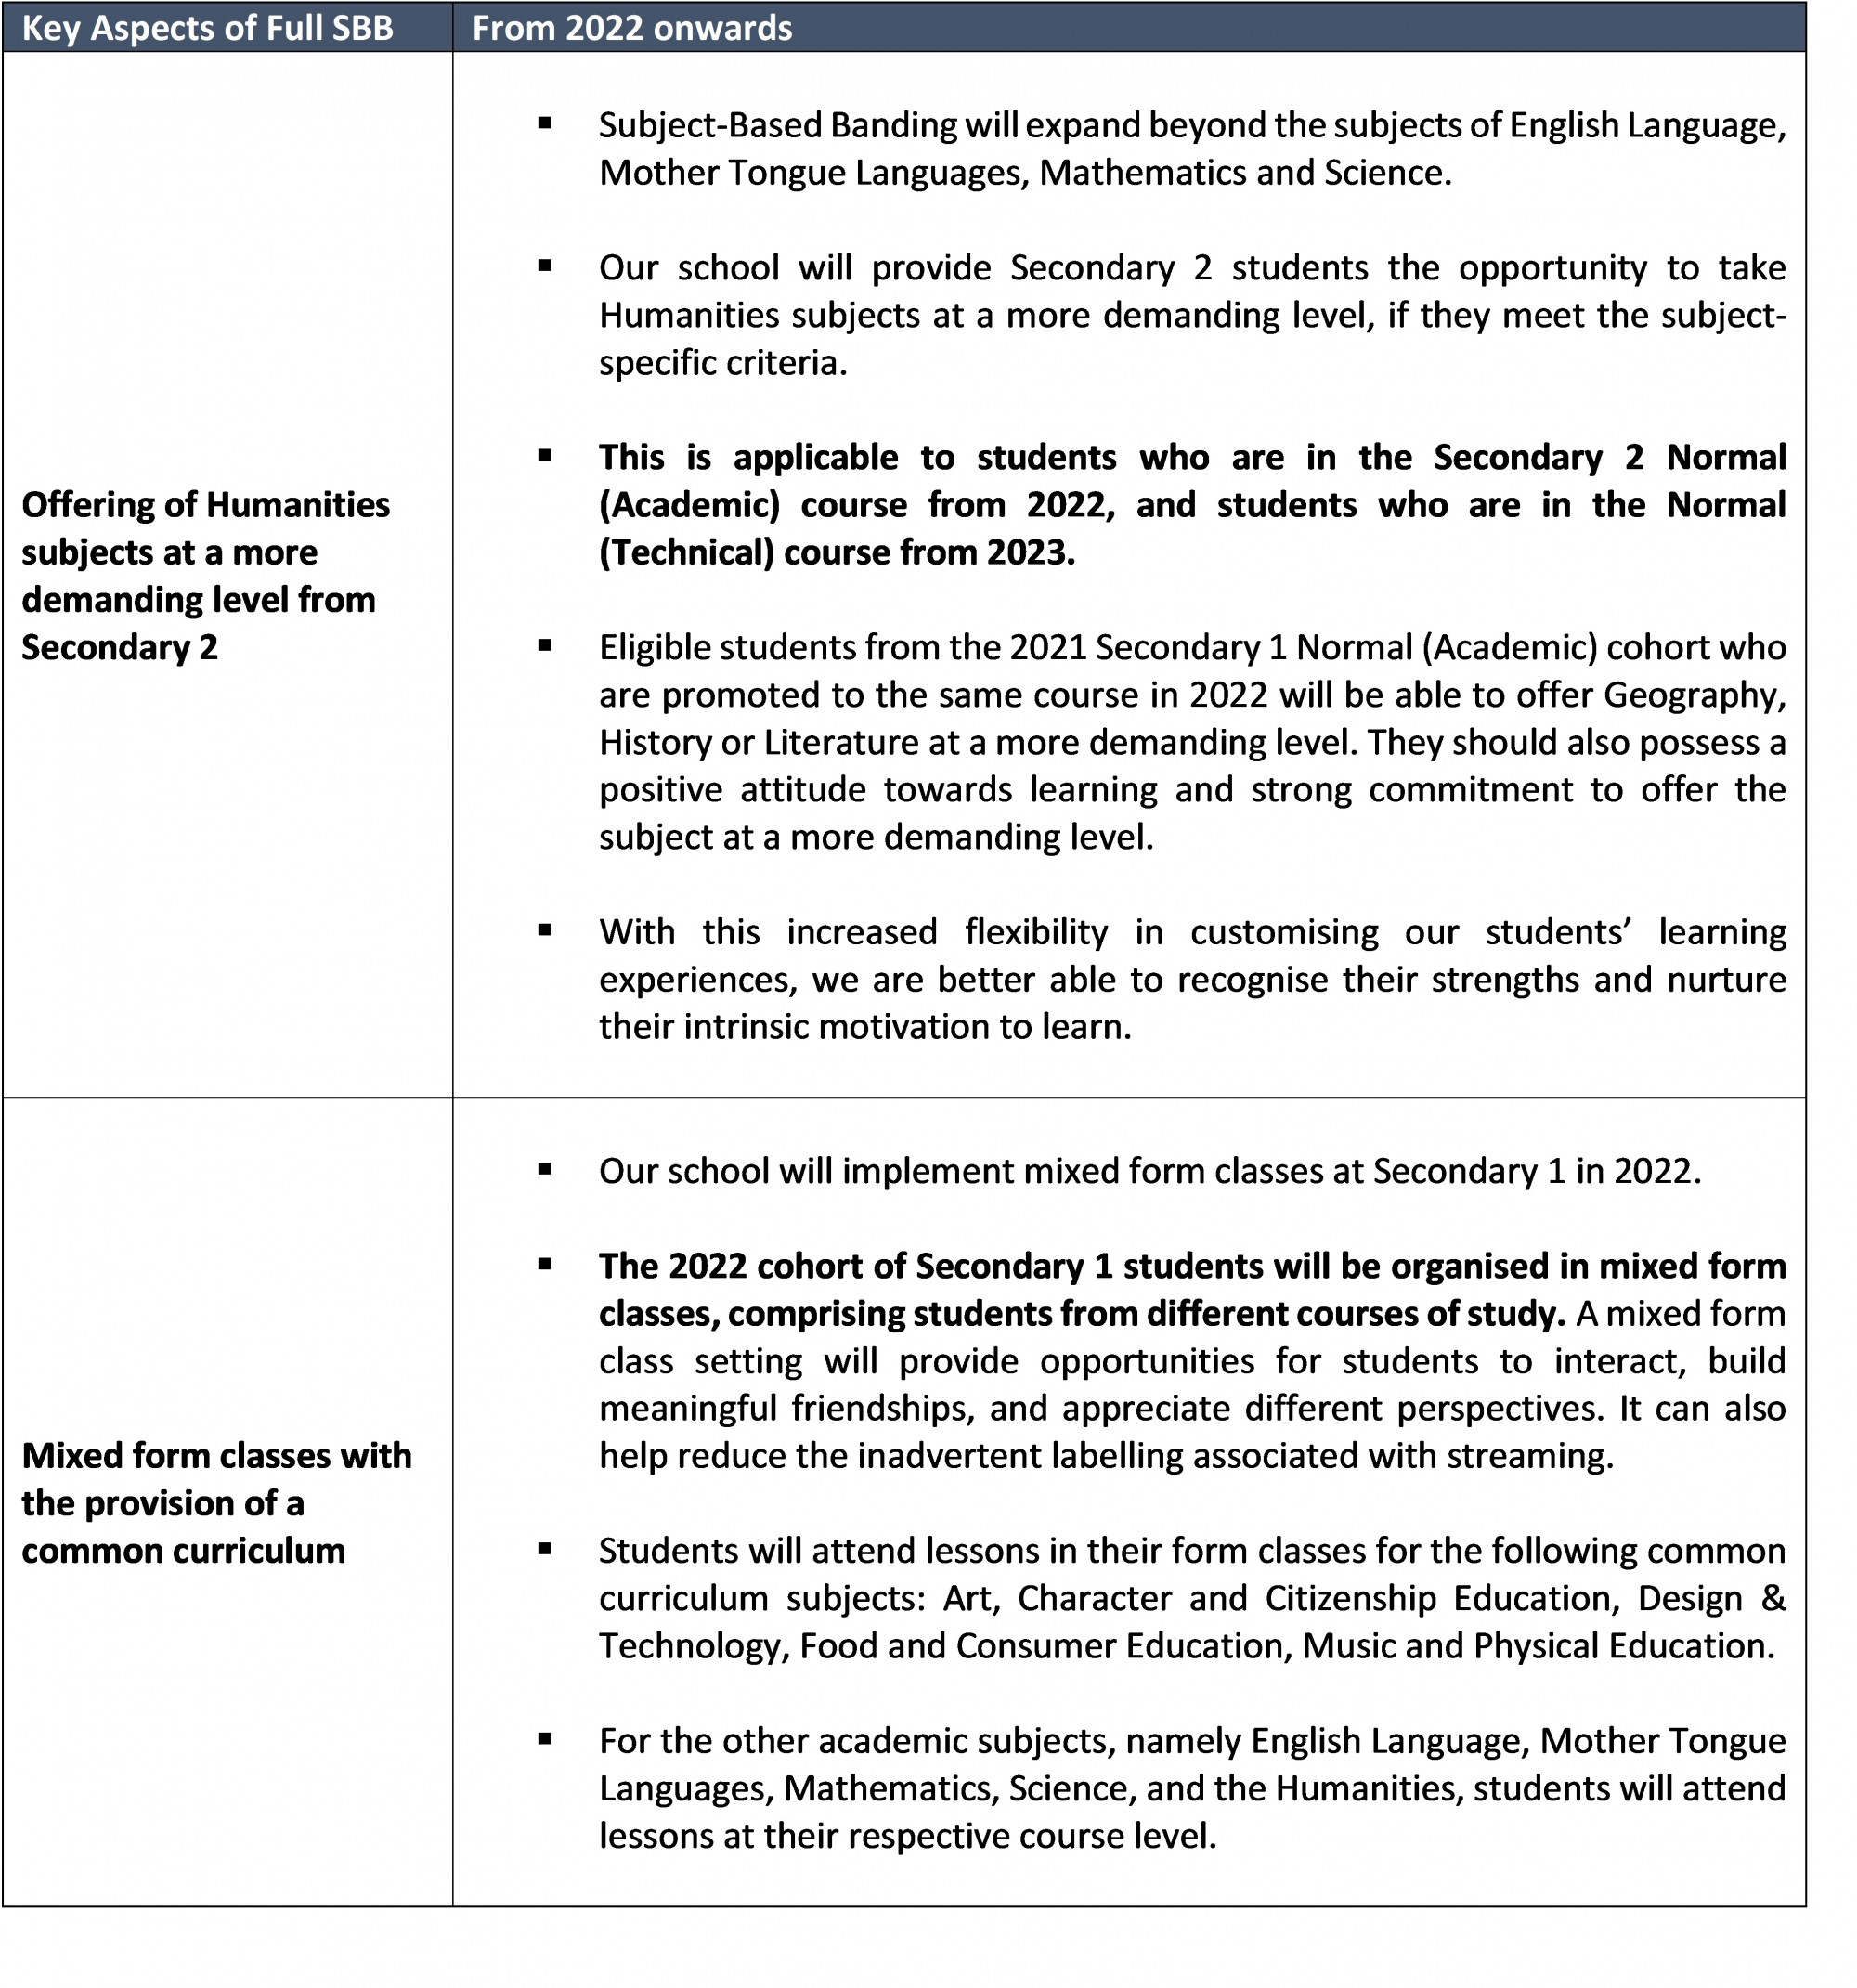 Key Aspects of Full SBB
From 2022 onwards
Offering of Humanities
subjects at a more
demanding level from
Secondary 2
▪ Subject-Based Banding will expand beyond the subjects of English Language,
Mother Tongue Languages, Mathematics and Science.
▪ Our school will provide Secondary 2 students the opportunity to take
Humanities subjects at a more demanding level, if they meet the subject-
specific criteria.
▪ This is applicable to students who are in the Secondary 2 Normal
(Academic) course from 2022, and students who are in the Normal
(Technical) course from 2023.
▪ Eligible students from the 2021 Secondary 1 Normal (Academic) cohort who
are promoted to the same course in 2022 will be able to offer Geography,
History or Literature at a more demanding level. They should also possess a
positive attitude towards learning and strong commitment to offer the
subject at a more demanding level.
▪ With this increased flexibility in customising our students’ learning
experiences, we are better able to recognise their strengths and nurture
their intrinsic motivation to learn.
Mixed form classes with
the provision of a
common curriculum
▪ Our school will implement mixed form classes at Secondary 1 in 2022.
▪ The 2022 cohort of Secondary 1 students will be organised in mixed form
classes, comprising students from different courses of study. A mixed form
class setting will provide opportunities for students to interact, build
meaningful friendships, and appreciate different perspectives. It can also
help reduce the inadvertent labelling associated with streaming.
▪ Students will attend lessons in their form classes for the following common
curriculum subjects: Art, Character and Citizenship Education, Design &
Technology, Food and Consumer Education, Music and Physical Education.
▪ For the other academic subjects, namely English Language, Mother Tongue
Languages, Mathematics, Science, and the Humanities, students will attend
lessons at their respective course level.